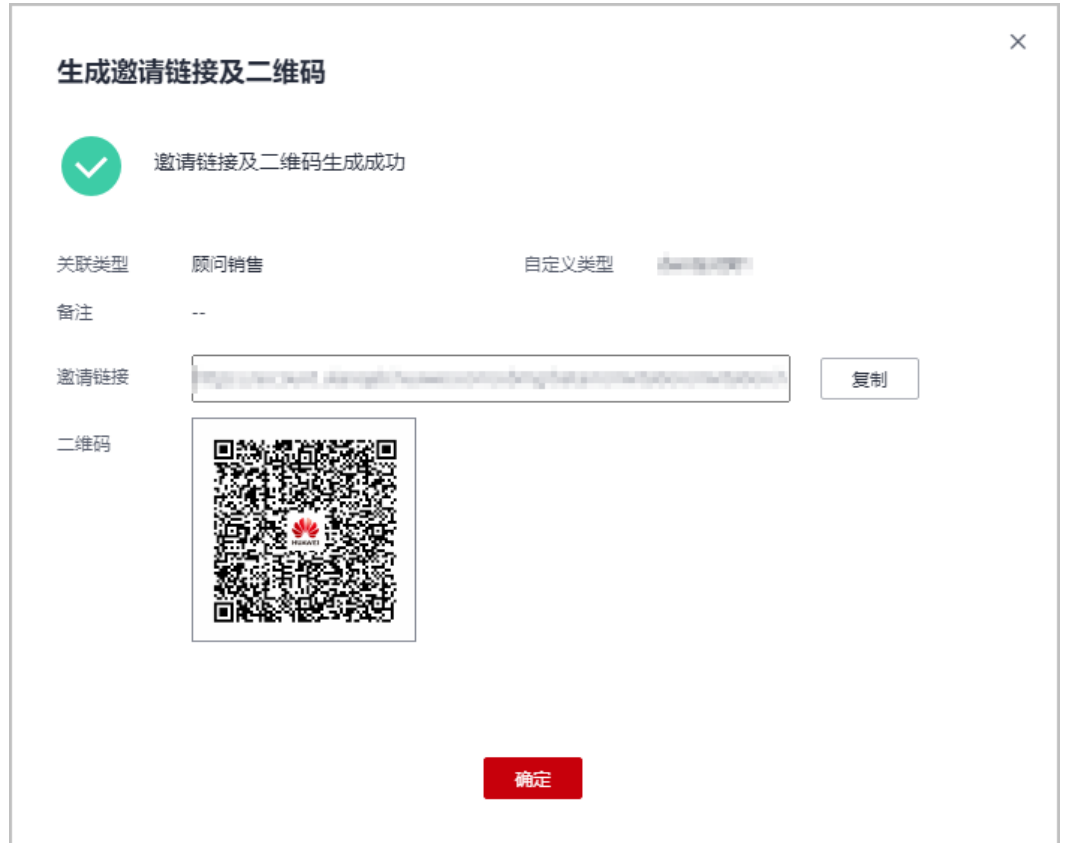 生成邀请链接及二维码
邀请链接及二维码生成成功
关联类型 顾问销售 自定义类型
备注 --
邀请链接 复制
二维码
HUAWEI
确定